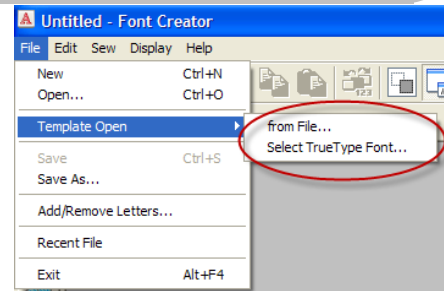 A Untitled - Font Creator
File Edit Sew Display Help
New Ctrl+N
Open... Ctrl+O
Template Open
from File...
Select TrueType Font...
Save Ctrl+S
Save As...
Add/Remove Letters...
Recent File
Exit Alt+F4
123